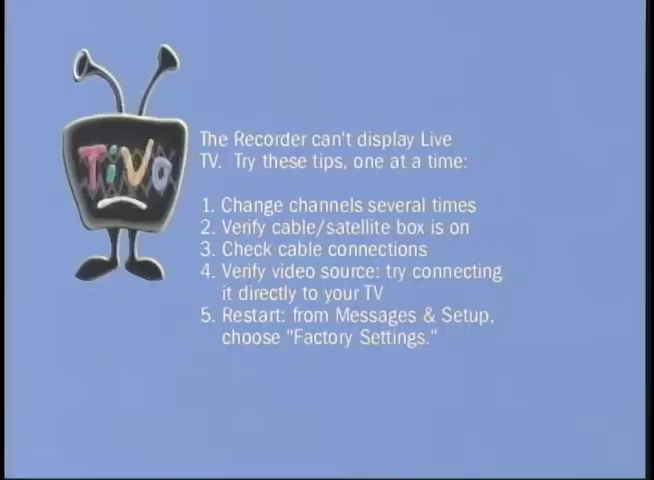 TiVo
The Recorder can't display Live
TV. Try these tips, one at a time:
1. Change channels several times
2. Verify cable/satellite box is on
3. Check cable connections
4. Verify video source: try connecting
it directly to your TV
5. Restart: from Messages & Setup,
choose "Factory Settings."